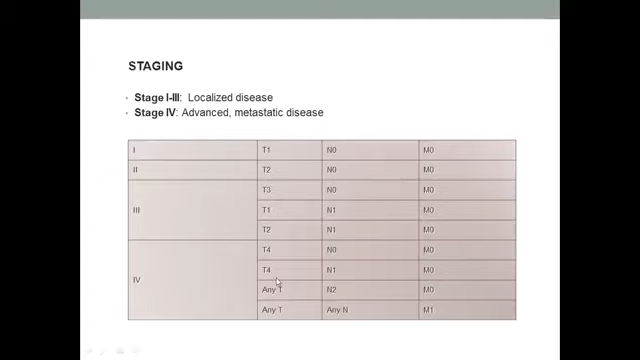 STAGING
• Stage I-III: Localized disease
• Stage IV: Advanced, metastatic disease
I T1 N0 M0
II T2 N0 M0
III T3 N0 M0
T1 N1 M0
T2 N1 M0
IV T4 N0 M0
T4 N1 M0
Any T N2 M0
Any T Any N M1